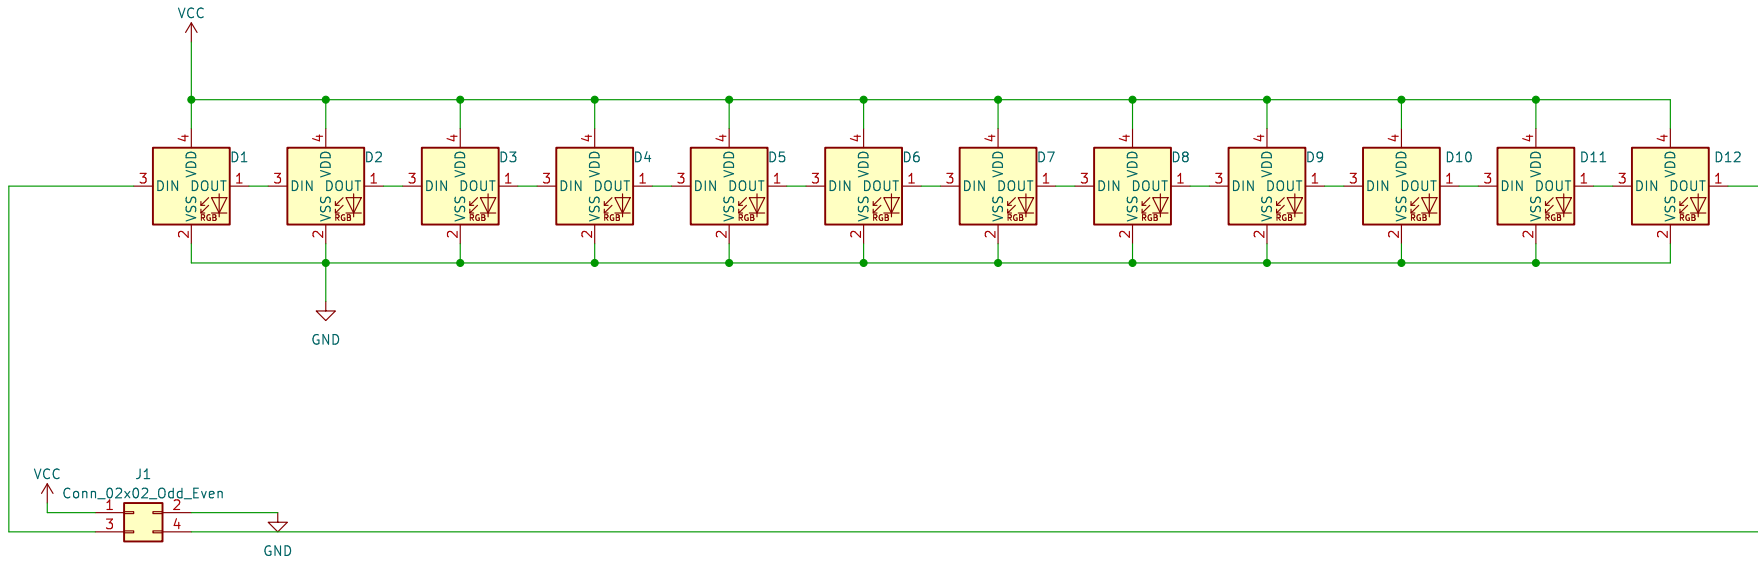 VCC
4 4 4 4 4 4 4 4 4 4 4 4
D1 D2 D3 D4 D5 D6 D7 D8 D9 D10 D11 D12
VDD VDD VDD VDD VDD VDD VDD VDD VDD VDD VDD VDD
3 DIN DOUT 1 3 DIN DOUT 1 3 DIN DOUT 1 3 DIN DOUT 1 3 DIN DOUT 1 3 DIN DOUT 1 3 DIN DOUT 1 3 DIN DOUT 1 3 DIN DOUT 1 3 DIN DOUT 1 3 DIN DOUT 1 3 DIN DOUT 1
VSS RGB VSS RGB VSS RGB VSS RGB VSS RGB VSS RGB VSS RGB VSS RGB VSS RGB VSS RGB VSS RGB VSS RGB
2 2 2 2 2 2 2 2 2 2 2 2
GND
VCC J1
Conn_02x02_Odd_Even
1 2
3 4
GND